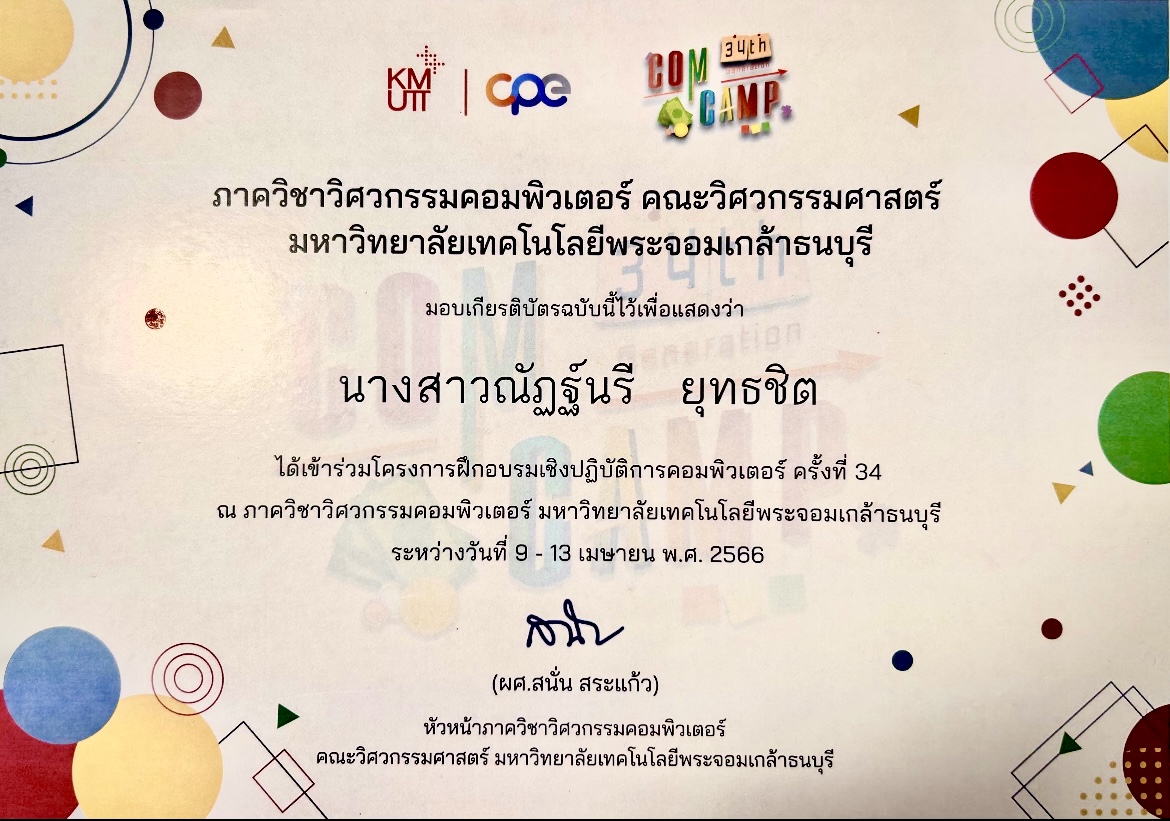 KM
UTT
cpe
COM 34th
generation
CAMP
ภาควิชาวิศวกรรมคอมพิวเตอร์ คณะวิศวกรรมศาสตร์
มหาวิทยาลัยเทคโนโลยีพระจอมเกล้าธนบุรี
มอบเกียรติบัตรฉบับนี้ไว้เพื่อแสดงว่า
นางสาวณัฏฐ์นรี ยุทธชิต
ได้เข้าร่วมโครงการฝึกอบรมเชิงปฏิบัติการคอมพิวเตอร์ ครั้งที่ 34
ณ ภาควิชาวิศวกรรมคอมพิวเตอร์ มหาวิทยาลัยเทคโนโลยีพระจอมเกล้าธนบุรี
ระหว่างวันที่ 9 - 13 เมษายน พ.ศ. 2566
สนั่น
(ผศ.สนั่น สระแก้ว)
หัวหน้าภาควิชาวิศวกรรมคอมพิวเตอร์
คณะวิศวกรรมศาสตร์ มหาวิทยาลัยเทคโนโลยีพระจอมเกล้าธนบุรี